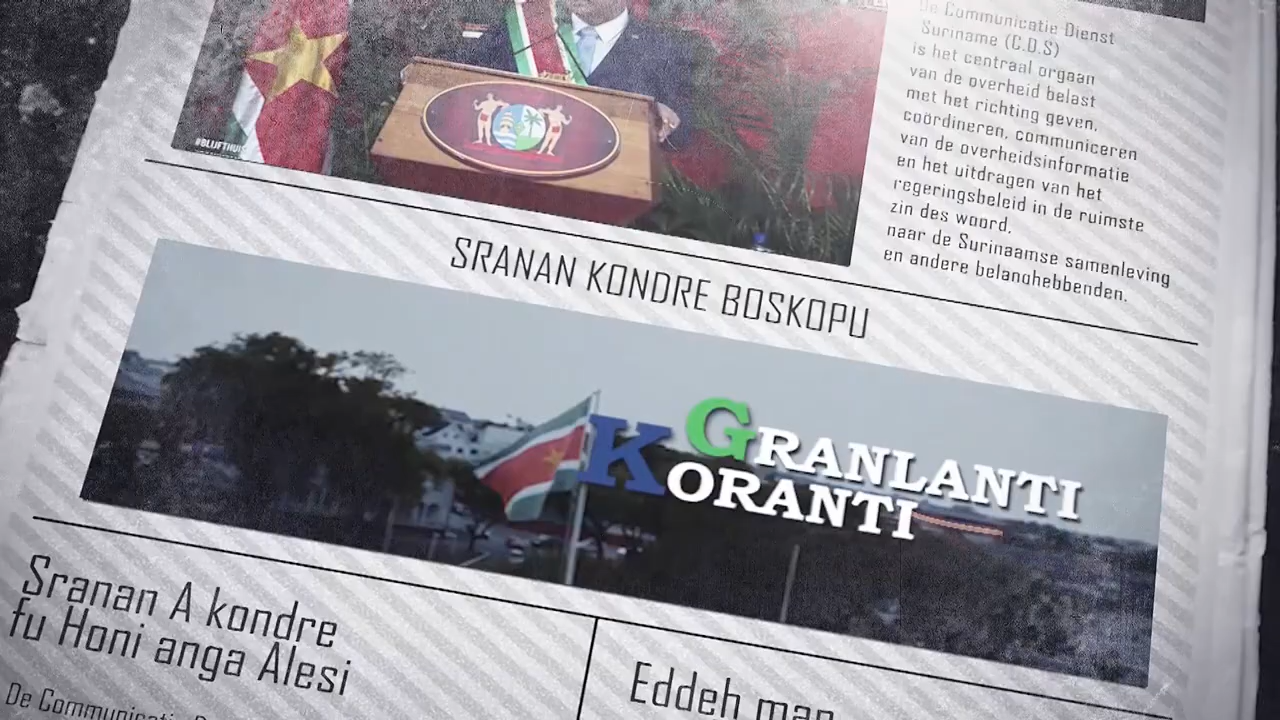 De Communicatie Dienst
Suriname (C.D.S)
is het centraal orgaan
van de overheid belast
met het richting geven,
coördineren, communiceren
van de overheidsinformatie
en het uitdragen van het
regeringsbeleid in de ruimste
zin des woord.
naar de Surinaamse samenleving
en andere belanghebbenden.
SRANAN KONDRE BOSKOPU
GRANLANTI
KORANTI
Sranan A kondre
fu Honi anga Alesi
Eddeh man
De